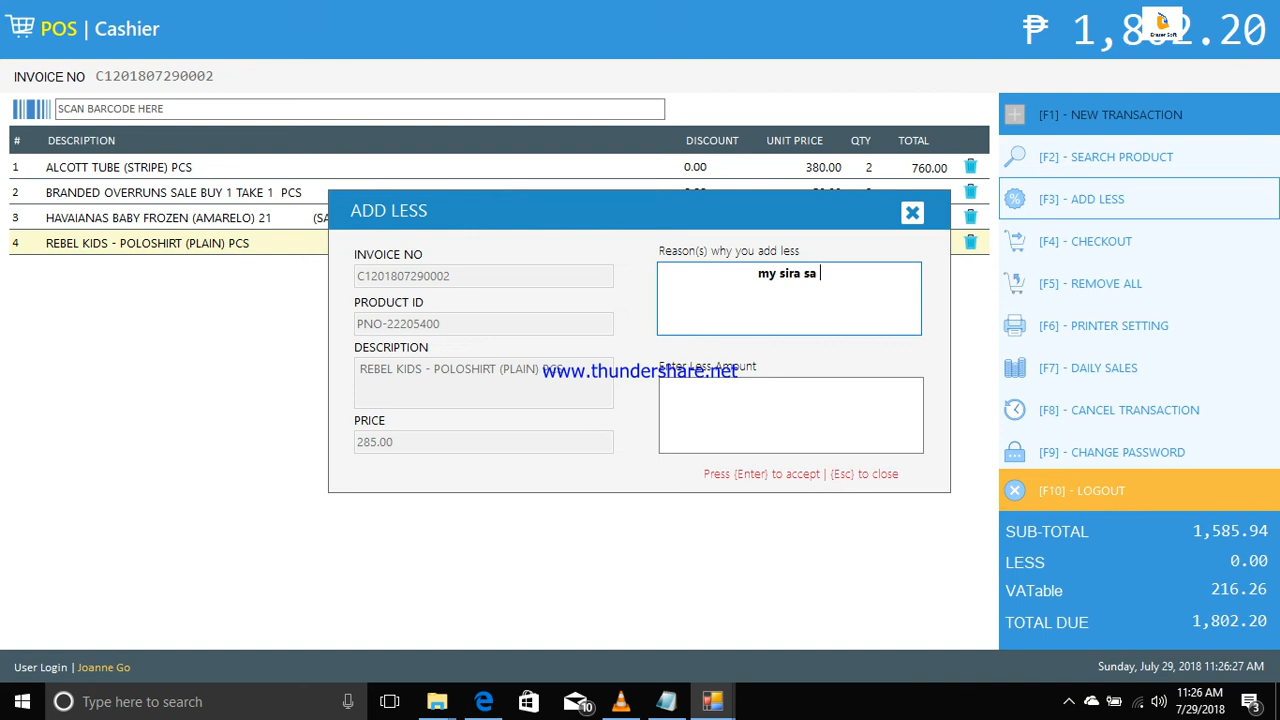 POS | Cashier
₱ 1,802.20
Eraser Soft
INVOICE NO C1201807290002
SCAN BARCODE HERE
# DESCRIPTION DISCOUNT UNIT PRICE QTY TOTAL
1 ALCOTT TUBE (STRIPE) PCS 0.00 380.00 2 760.00
2 BRANDED OVERRUNS SALE BUY 1 TAKE 1 PCS
3 HAVAIANAS BABY FROZEN (AMARELO) 21 (SA
4 REBEL KIDS - POLOSHIRT (PLAIN) PCS
ADD LESS
INVOICE NO
C1201807290002
PRODUCT ID
PNO-22205400
DESCRIPTION
REBEL KIDS - POLOSHIRT (PLAIN) PCS
PRICE
285.00
Reason(s) why you add less
my sira sa
Enter Less Amount
www.thundershare.net
Press {Enter} to accept | {Esc} to close
[F1] - NEW TRANSACTION
[F2] - SEARCH PRODUCT
[F3] - ADD LESS
[F4] - CHECKOUT
[F5] - REMOVE ALL
[F6] - PRINTER SETTING
[F7] - DAILY SALES
[F8] - CANCEL TRANSACTION
[F9] - CHANGE PASSWORD
[F10] - LOGOUT
SUB-TOTAL 1,585.94
LESS 0.00
VATable 216.26
TOTAL DUE 1,802.20
User Login | Joanne Go
Sunday, July 29, 2018 11:26:27 AM
Type here to search
10
11:26 AM
7/29/2018
3